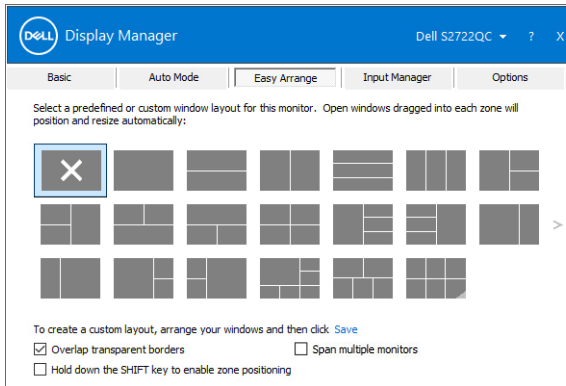 DELL Display Manager Dell S2722QC ? X
Basic Auto Mode Easy Arrange Input Manager Options
Select a predefined or custom window layout for this monitor. Open windows dragged into each zone will
position and resize automatically:
>
To create a custom layout, arrange your windows and then click Save
Overlap transparent borders Span multiple monitors
Hold down the SHIFT key to enable zone positioning